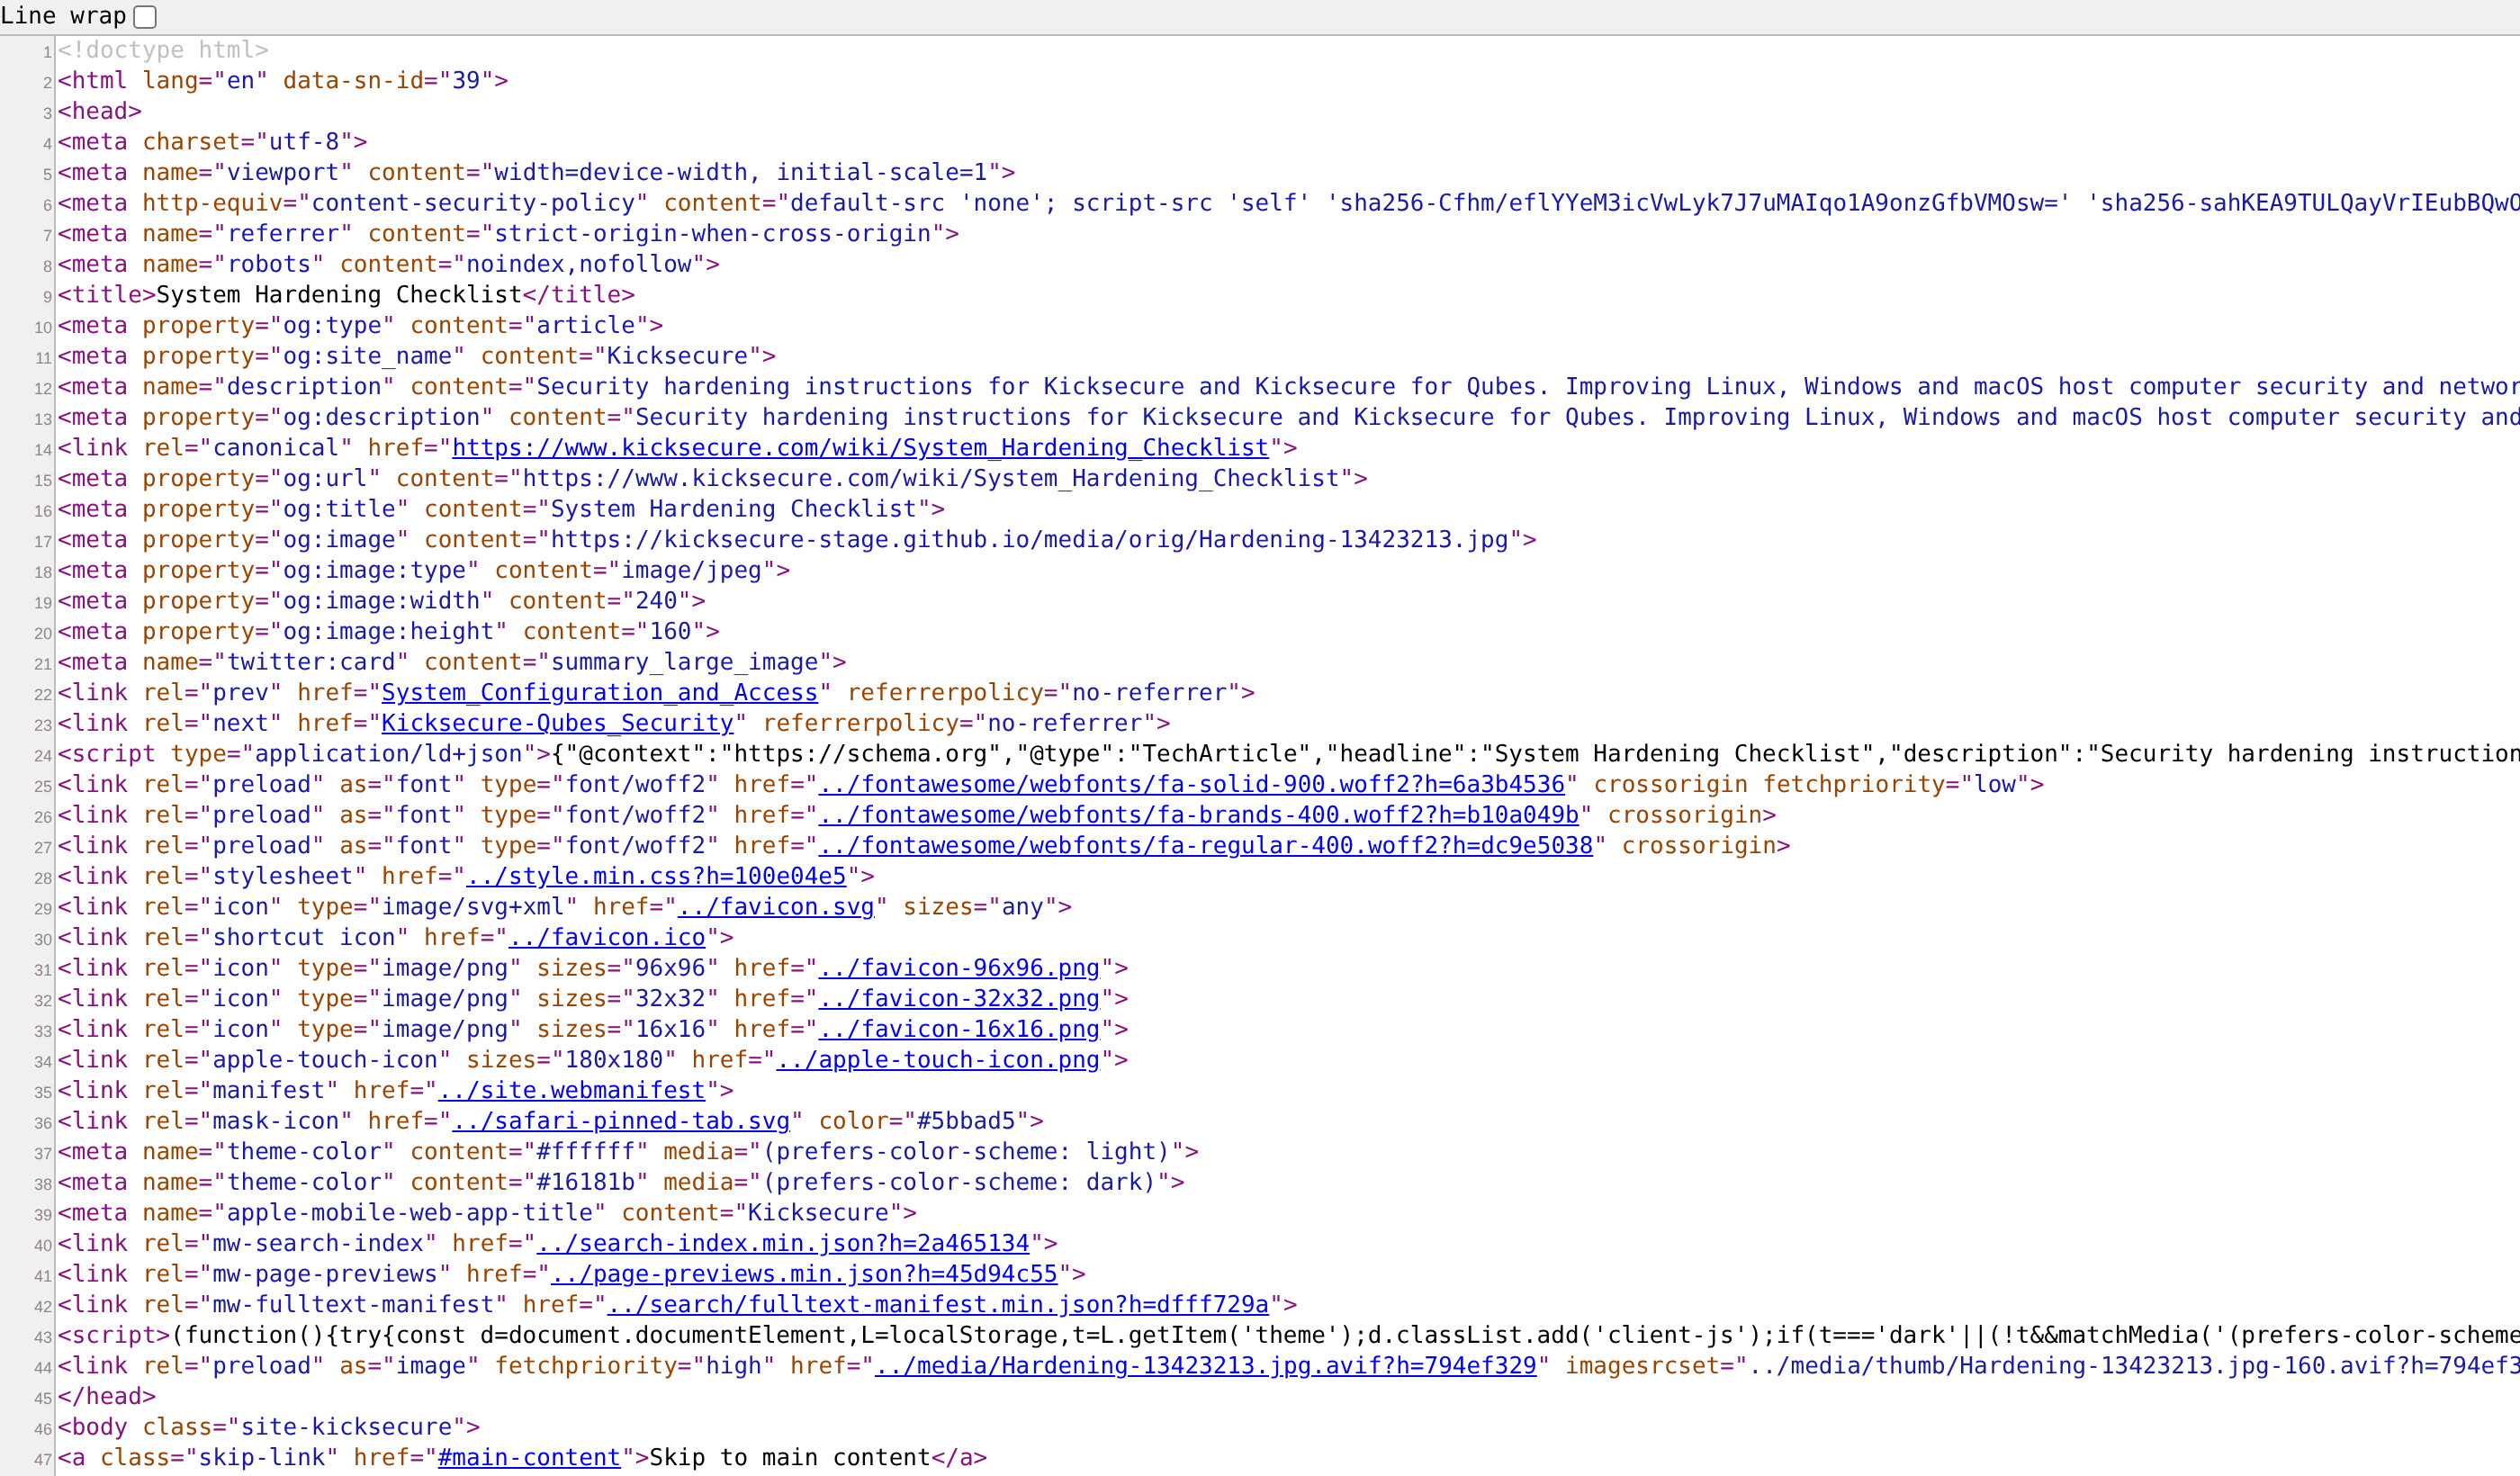 Line wrap
1 <!doctype html>
2 <html lang="en" data-sn-id="39">
3 <head>
4 <meta charset="utf-8">
5 <meta name="viewport" content="width=device-width, initial-scale=1">
6 <meta http-equiv="content-security-policy" content="default-src 'none'; script-src 'self' 'sha256-Cfhm/eflYYeM3icVwLyk7J7uMAIqo1A9onzGfbVMOsw=' 'sha256-sahKEA9TULQayVrIEubBQwO
7 <meta name="referrer" content="strict-origin-when-cross-origin">
8 <meta name="robots" content="noindex,nofollow">
9 <title>System Hardening Checklist</title>
10 <meta property="og:type" content="article">
11 <meta property="og:site_name" content="Kicksecure">
12 <meta name="description" content="Security hardening instructions for Kicksecure and Kicksecure for Qubes. Improving Linux, Windows and macOS host computer security and networ
13 <meta property="og:description" content="Security hardening instructions for Kicksecure and Kicksecure for Qubes. Improving Linux, Windows and macOS host computer security and
14 <link rel="canonical" href="https://www.kicksecure.com/wiki/System_Hardening_Checklist">
15 <meta property="og:url" content="https://www.kicksecure.com/wiki/System_Hardening_Checklist">
16 <meta property="og:title" content="System Hardening Checklist">
17 <meta property="og:image" content="https://kicksecure-stage.github.io/media/orig/Hardening-13423213.jpg">
18 <meta property="og:image:type" content="image/jpeg">
19 <meta property="og:image:width" content="240">
20 <meta property="og:image:height" content="160">
21 <meta name="twitter:card" content="summary_large_image">
22 <link rel="prev" href="System_Configuration_and_Access" referrerpolicy="no-referrer">
23 <link rel="next" href="Kicksecure-Qubes_Security" referrerpolicy="no-referrer">
24 <script type="application/ld+json">{"@context":"https://schema.org","@type":"TechArticle","headline":"System Hardening Checklist","description":"Security hardening instruction
25 <link rel="preload" as="font" type="font/woff2" href="../fontawesome/webfonts/fa-solid-900.woff2?h=6a3b4536" crossorigin fetchpriority="low">
26 <link rel="preload" as="font" type="font/woff2" href="../fontawesome/webfonts/fa-brands-400.woff2?h=b10a049b" crossorigin>
27 <link rel="preload" as="font" type="font/woff2" href="../fontawesome/webfonts/fa-regular-400.woff2?h=dc9e5038" crossorigin>
28 <link rel="stylesheet" href="../style.min.css?h=100e04e5">
29 <link rel="icon" type="image/svg+xml" href="../favicon.svg" sizes="any">
30 <link rel="shortcut icon" href="../favicon.ico">
31 <link rel="icon" type="image/png" sizes="96x96" href="../favicon-96x96.png">
32 <link rel="icon" type="image/png" sizes="32x32" href="../favicon-32x32.png">
33 <link rel="icon" type="image/png" sizes="16x16" href="../favicon-16x16.png">
34 <link rel="apple-touch-icon" sizes="180x180" href="../apple-touch-icon.png">
35 <link rel="manifest" href="../site.webmanifest">
36 <link rel="mask-icon" href="../safari-pinned-tab.svg" color="#5bbad5">
37 <meta name="theme-color" content="#ffffff" media="(prefers-color-scheme: light)">
38 <meta name="theme-color" content="#16181b" media="(prefers-color-scheme: dark)">
39 <meta name="apple-mobile-web-app-title" content="Kicksecure">
40 <link rel="mw-search-index" href="../search-index.min.json?h=2a465134">
41 <link rel="mw-page-previews" href="../page-previews.min.json?h=45d94c55">
42 <link rel="mw-fulltext-manifest" href="../search/fulltext-manifest.min.json?h=dfff729a">
43 <script>(function(){try{const d=document.documentElement,L=localStorage,t=L.getItem('theme');d.classList.add('client-js');if(t==='dark'||(!t&&matchMedia('(prefers-color-scheme
44 <link rel="preload" as="image" fetchpriority="high" href="../media/Hardening-13423213.jpg.avif?h=794ef329" imagesrcset="../media/thumb/Hardening-13423213.jpg-160.avif?h=794ef3
45 </head>
46 <body class="site-kicksecure">
47 <a class="skip-link" href="#main-content">Skip to main content</a>